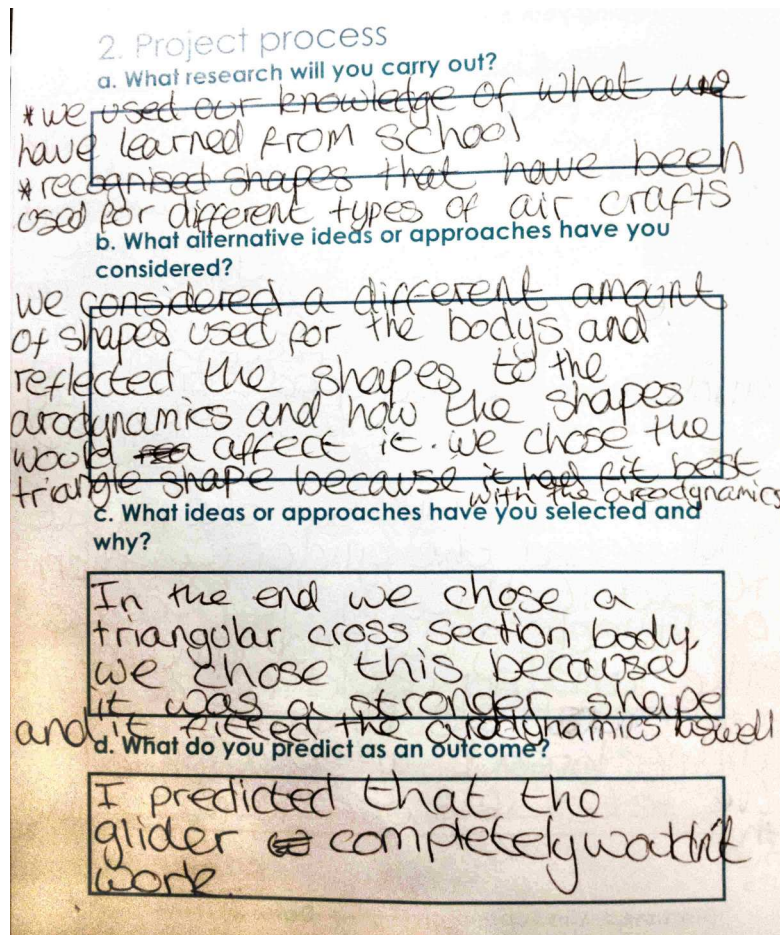 2. Project process
a. What research will you carry out?
* we used our knowledge of what we
have learned from school
* recognised shapes that have been
used for different types of air crafts
b. What alternative ideas or approaches have you
considered?
we considered a different amount
of shapes used for the bodys and
reflected the shapes to the
arodynamics and how the shapes
would affect it. we chose the
triangle shape because it had fit best
with the areodynamics
c. What ideas or approaches have you selected and
why?
In the end we chose a
triangular cross section body,
we chose this because
it was a stronger shape
and it fitted the arodynamics aswell
d. What do you predict as an outcome?
I predicted that the
glider completely wouldn't
work.